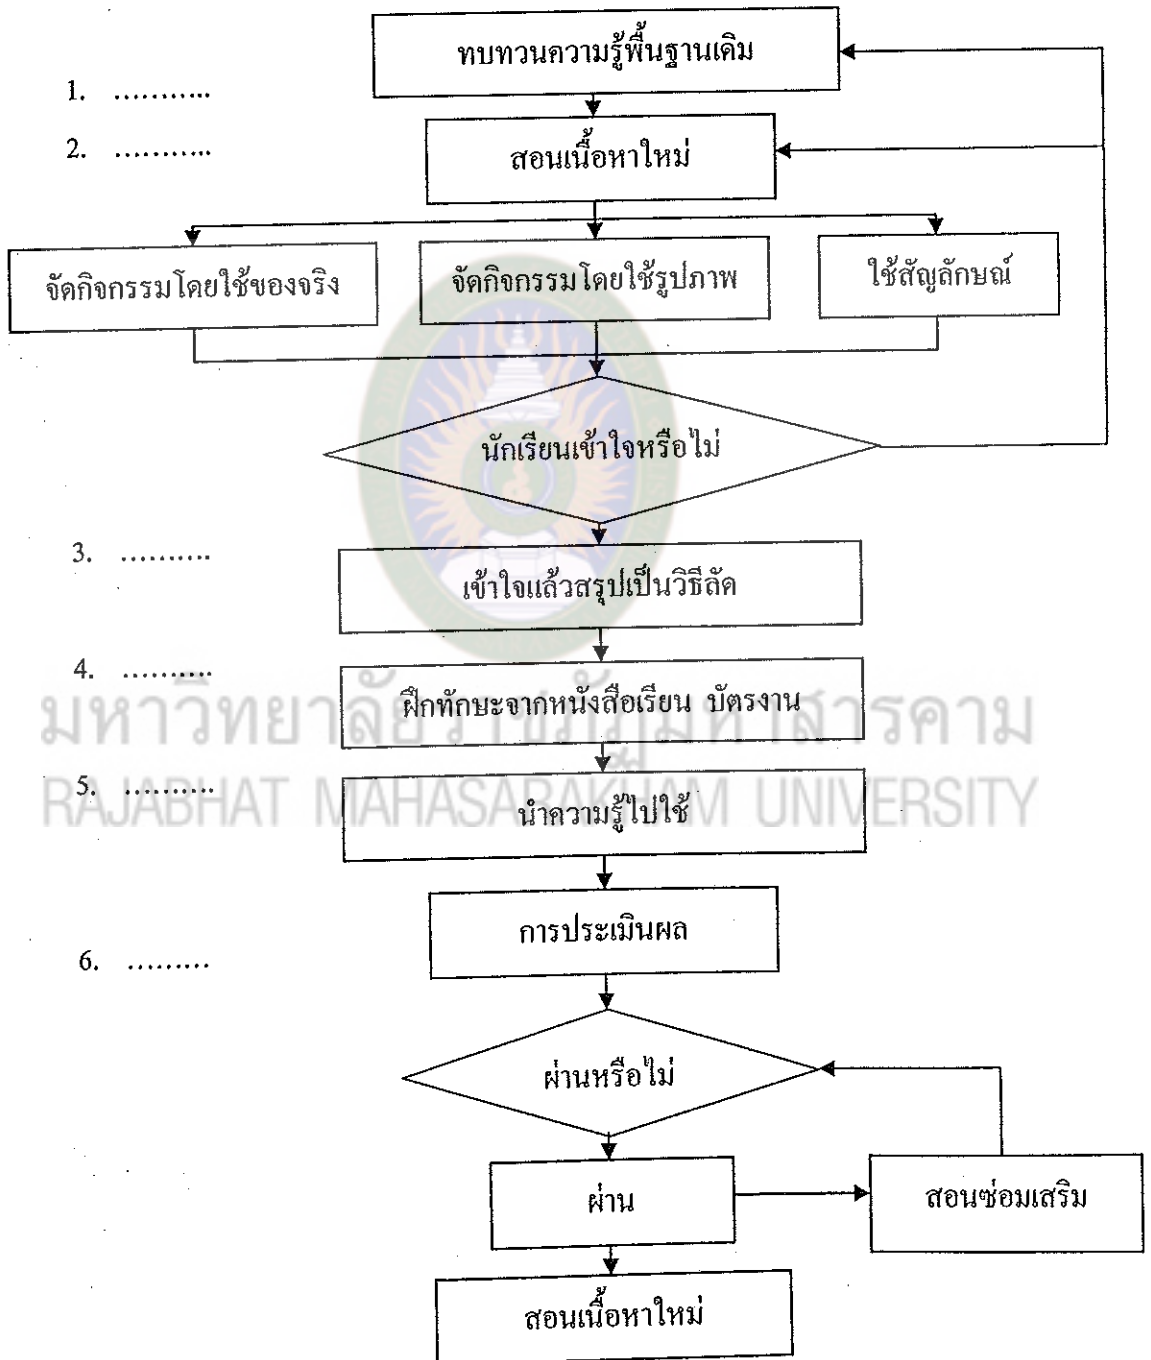 ทบทวนความรู้พื้นฐานเดิม
1. ...........
2. ...........
สอนเนื้อหาใหม่
จัดกิจกรรมโดยใช้ของจริง
จัดกิจกรรมโดยใช้รูปภาพ
ใช้สัญลักษณ์
นักเรียนเข้าใจหรือไม่
3. ..........
เข้าใจแล้วสรุปเป็นวิธีลัด
4. ..........
ฝึกทักษะจากหนังสือเรียน บัตรงาน
มหาวิทยาลัยราชภัฏมหาสารคาม
5. ..........
RAJABHAT MAHASARAKHAM UNIVERSITY
นำความรู้ไปใช้
การประเมินผล
6. .........
ผ่านหรือไม่
ผ่าน
สอนซ่อมเสริม
สอนเนื้อหาใหม่